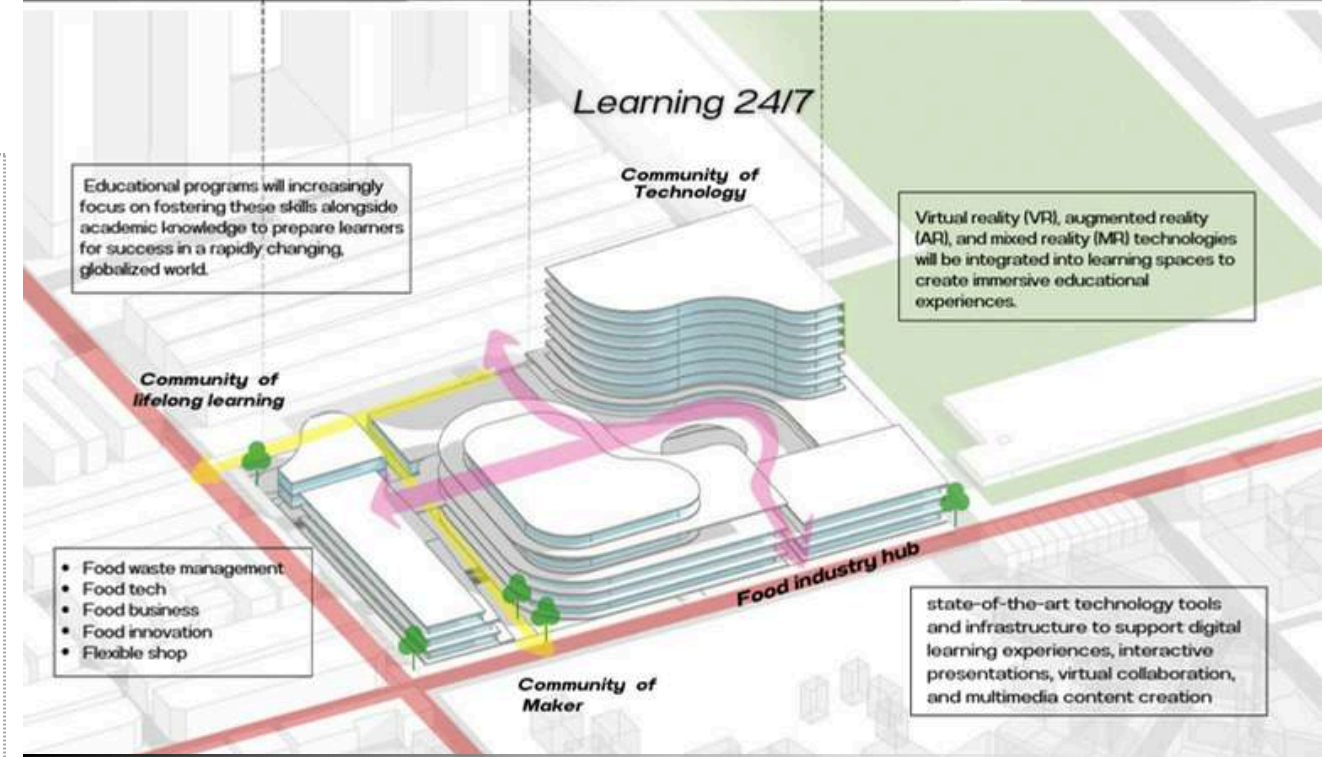 Learning 24/7
Community of
Technology
Educational programs will increasingly
focus on fostering these skills alongside
academic knowledge to prepare learners
for success in a rapidly changing,
globalized world.
Virtual reality (VR), augmented reality
(AR), and mixed reality (MR) technologies
will be integrated into learning spaces to
create immersive educational
experiences.
Community of
lifelong learning
• Food waste management
• Food tech
• Food business
• Food innovation
• Flexible shop
Food industry hub
state-of-the-art technology tools
and infrastructure to support digital
learning experiences, interactive
presentations, virtual collaboration,
and multimedia content creation
Community of
Maker